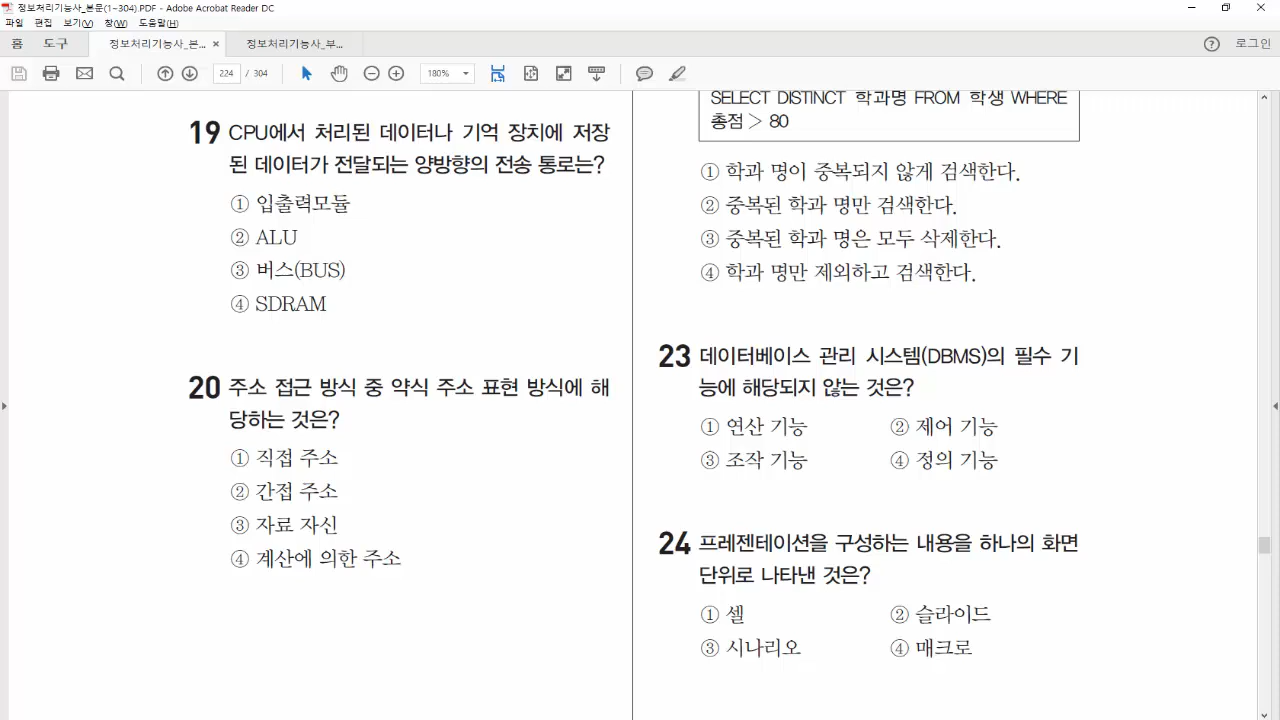 정보처리기능사_본문(1~304).PDF - Adobe Acrobat Reader DC
파일 편집 보기(V) 창(W) 도움말(H)
홈 도구 정보처리기능사_본... × 정보처리기능사_부... 로그인
224 / 304 180%
19 CPU에서 처리된 데이터나 기억 장치에 저장
된 데이터가 전달되는 양방향의 전송 통로는?
① 입출력모듈
② ALU
③ 버스(BUS)
④ SDRAM
20 주소 접근 방식 중 약식 주소 표현 방식에 해
당하는 것은?
① 직접 주소
② 간접 주소
③ 자료 자신
④ 계산에 의한 주소
SELECT DISTINCT 학과명 FROM 학생 WHERE
총점 > 80
① 학과 명이 중복되지 않게 검색한다.
② 중복된 학과 명만 검색한다.
③ 중복된 학과 명은 모두 삭제한다.
④ 학과 명만 제외하고 검색한다.
23 데이터베이스 관리 시스템(DBMS)의 필수 기
능에 해당되지 않는 것은?
① 연산 기능 ② 제어 기능
③ 조작 기능 ④ 정의 기능
24 프레젠테이션을 구성하는 내용을 하나의 화면
단위로 나타낸 것은?
① 셀 ② 슬라이드
③ 시나리오 ④ 매크로